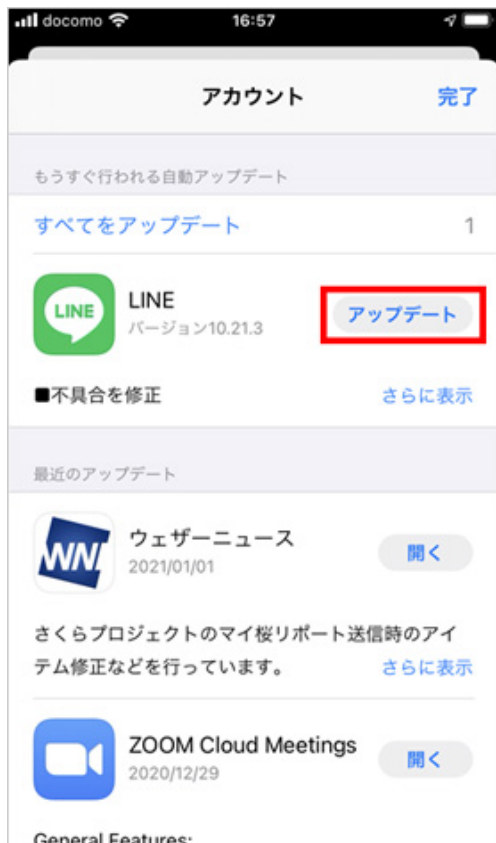 docomo 16:57
アカウント 完了
もうすぐ行われる自動アップデート
すべてをアップデート 1
LINE
LINE アップデート
バージョン10.21.3
■不具合を修正 さらに表示
最近のアップデート
WNI ウェザーニュース
2021/01/01 開く
さくらプロジェクトのマイ桜リポート送信時のアイ
テム修正などを行っています。 さらに表示
ZOOM Cloud Meetings
2020/12/29 開く
General Features: